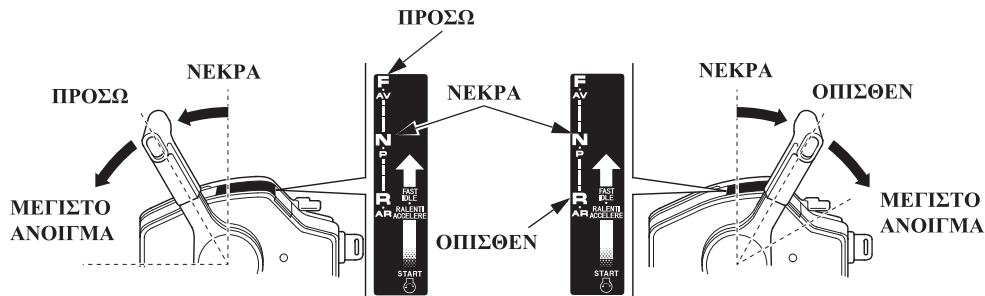 ΠΡΟΣΩ
ΝΕΚΡΑ
ΠΡΟΣΩ
ΜΕΓΙΣΤΟ
ΑΝΟΙΓΜΑ
F
AV
N
P
R
AR
FAST
IDLE
RALENTI
ACCELERE
START
ΝΕΚΡΑ
ΟΠΙΣΘΕΝ
F
AV
N
P
R
AR
FAST
IDLE
RALENTI
ACCELERE
START
ΝΕΚΡΑ
ΟΠΙΣΘΕΝ
ΜΕΓΙΣΤΟ
ΑΝΟΙΓΜΑ